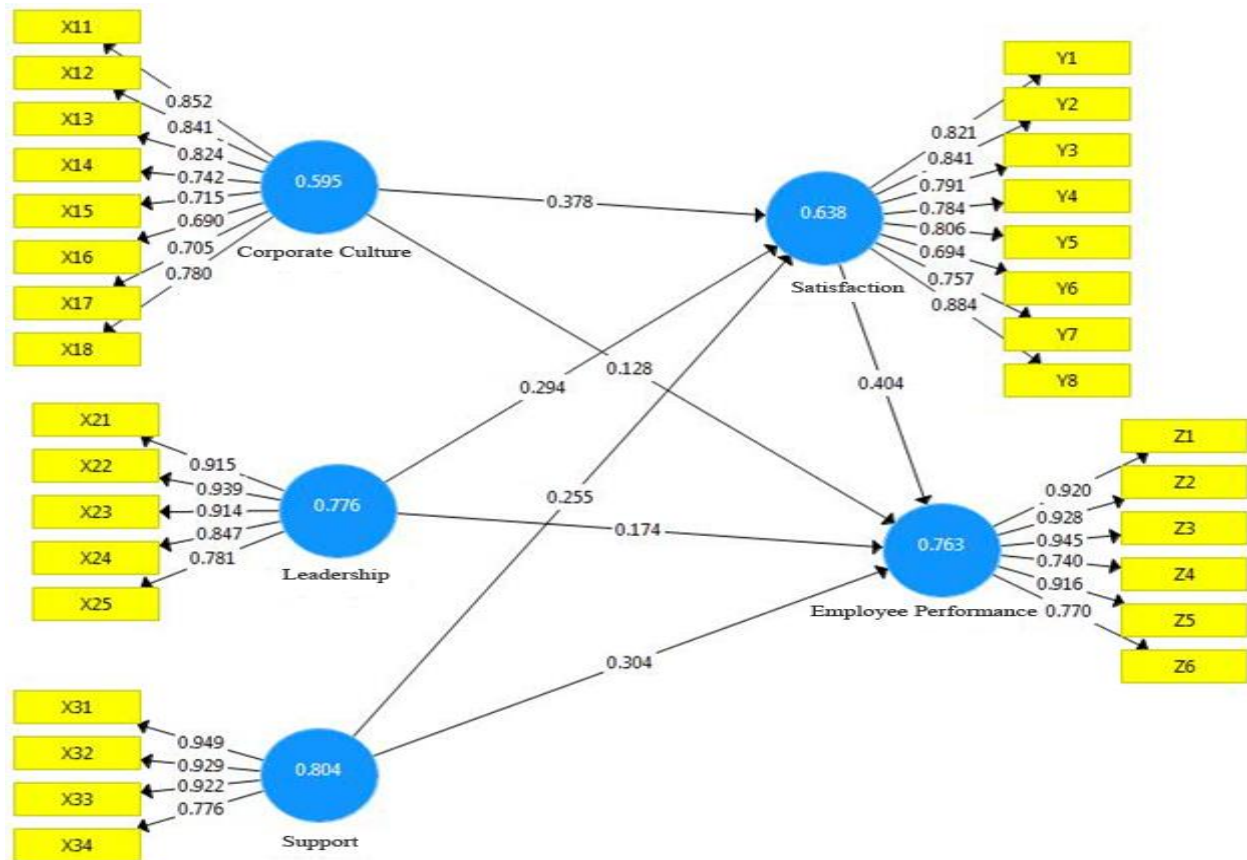 X11
X12
X13
X14
X15
X16
X17
X18
0.852
0.841
0.824
0.742
0.715
0.690
0.705
0.780
0.595
Corporate Culture
X21
X22
X23
X24
X25
0.915
0.939
0.914
0.847
0.781
0.776
Leadership
X31
X32
X33
X34
0.949
0.929
0.922
0.776
0.804
Support
0.378
0.128
0.294
0.174
0.255
0.304
0.404
0.638
Satisfaction
0.821
0.841
0.791
0.784
0.806
0.694
0.757
0.884
Y1
Y2
Y3
Y4
Y5
Y6
Y7
Y8
0.763
Employee Performance
0.920
0.928
0.945
0.740
0.916
0.770
Z1
Z2
Z3
Z4
Z5
Z6